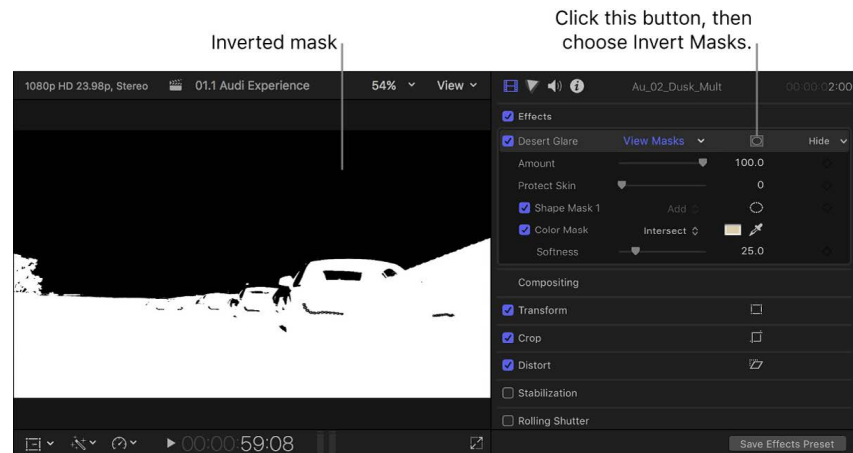 Click this button, then
choose Invert Masks.
Inverted mask
1080p HD 23.98p, Stereo 01.1 Audi Experience 54% View
Au_02_Dusk_Mult 00:00:02:00
Effects
Desert Glare View Masks Hide
Amount 100.0
Protect Skin 0
Shape Mask 1 Add
Color Mask Intersect
Softness 25.0
Compositing
Transform
Crop
Distort
Stabilization
Rolling Shutter
00:00:59:08
Save Effects Preset